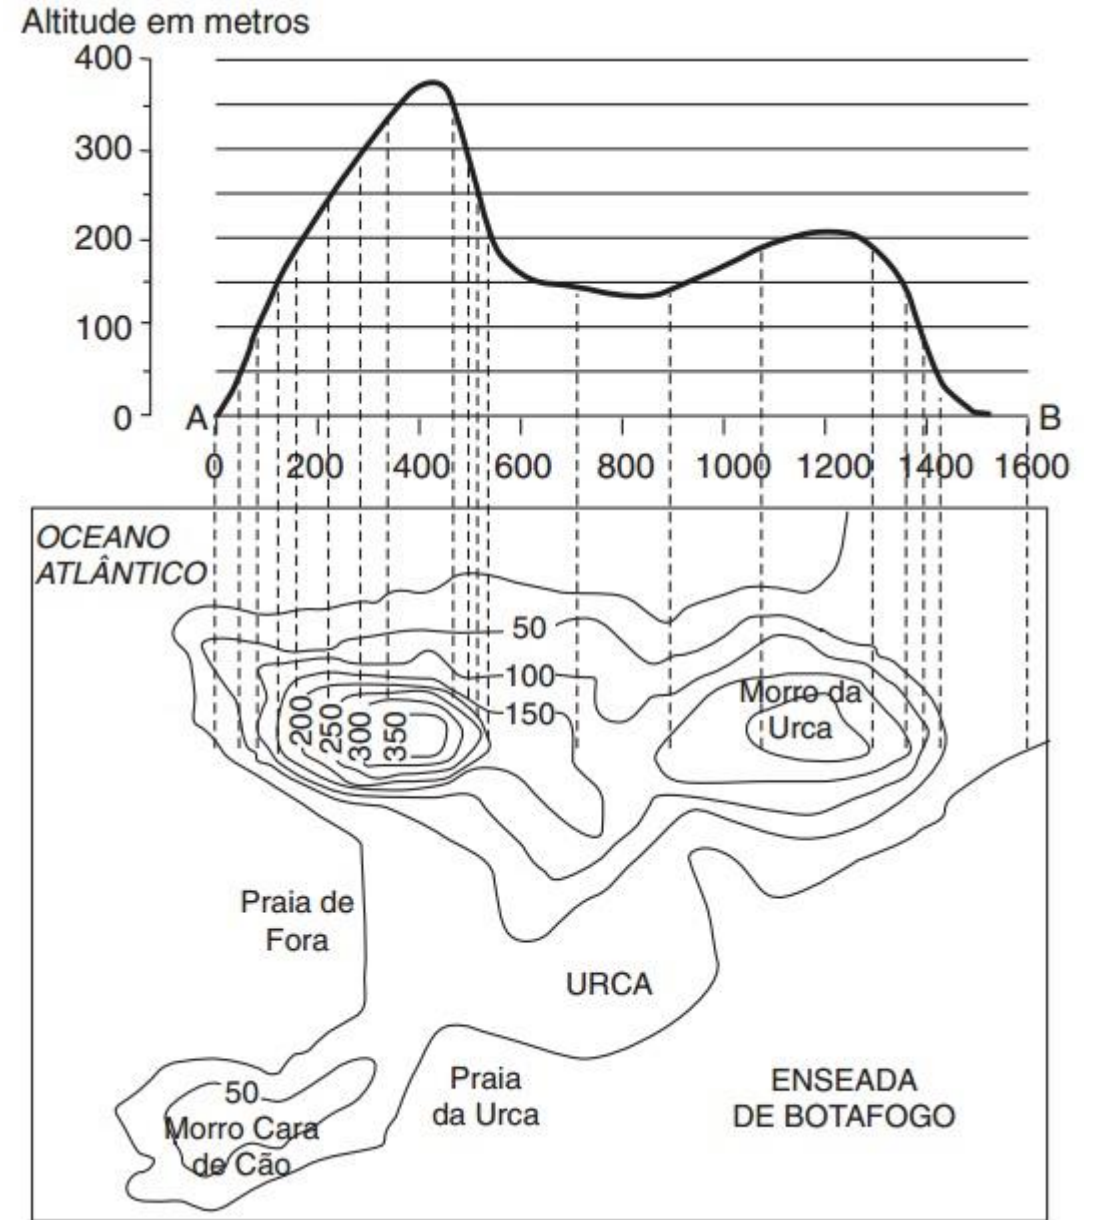 Altitude em metros
400
300
200
100
0
A
B
0 200 400 600 800 1000 1200 1400 1600
OCEANO
ATLÂNTICO
50
100
150
200
250
300
350
Morro da
Urca
Praia de
Fora
URCA
Praia
da Urca
ENSEADA
DE BOTAFOGO
50
Morro Cara
de Cão